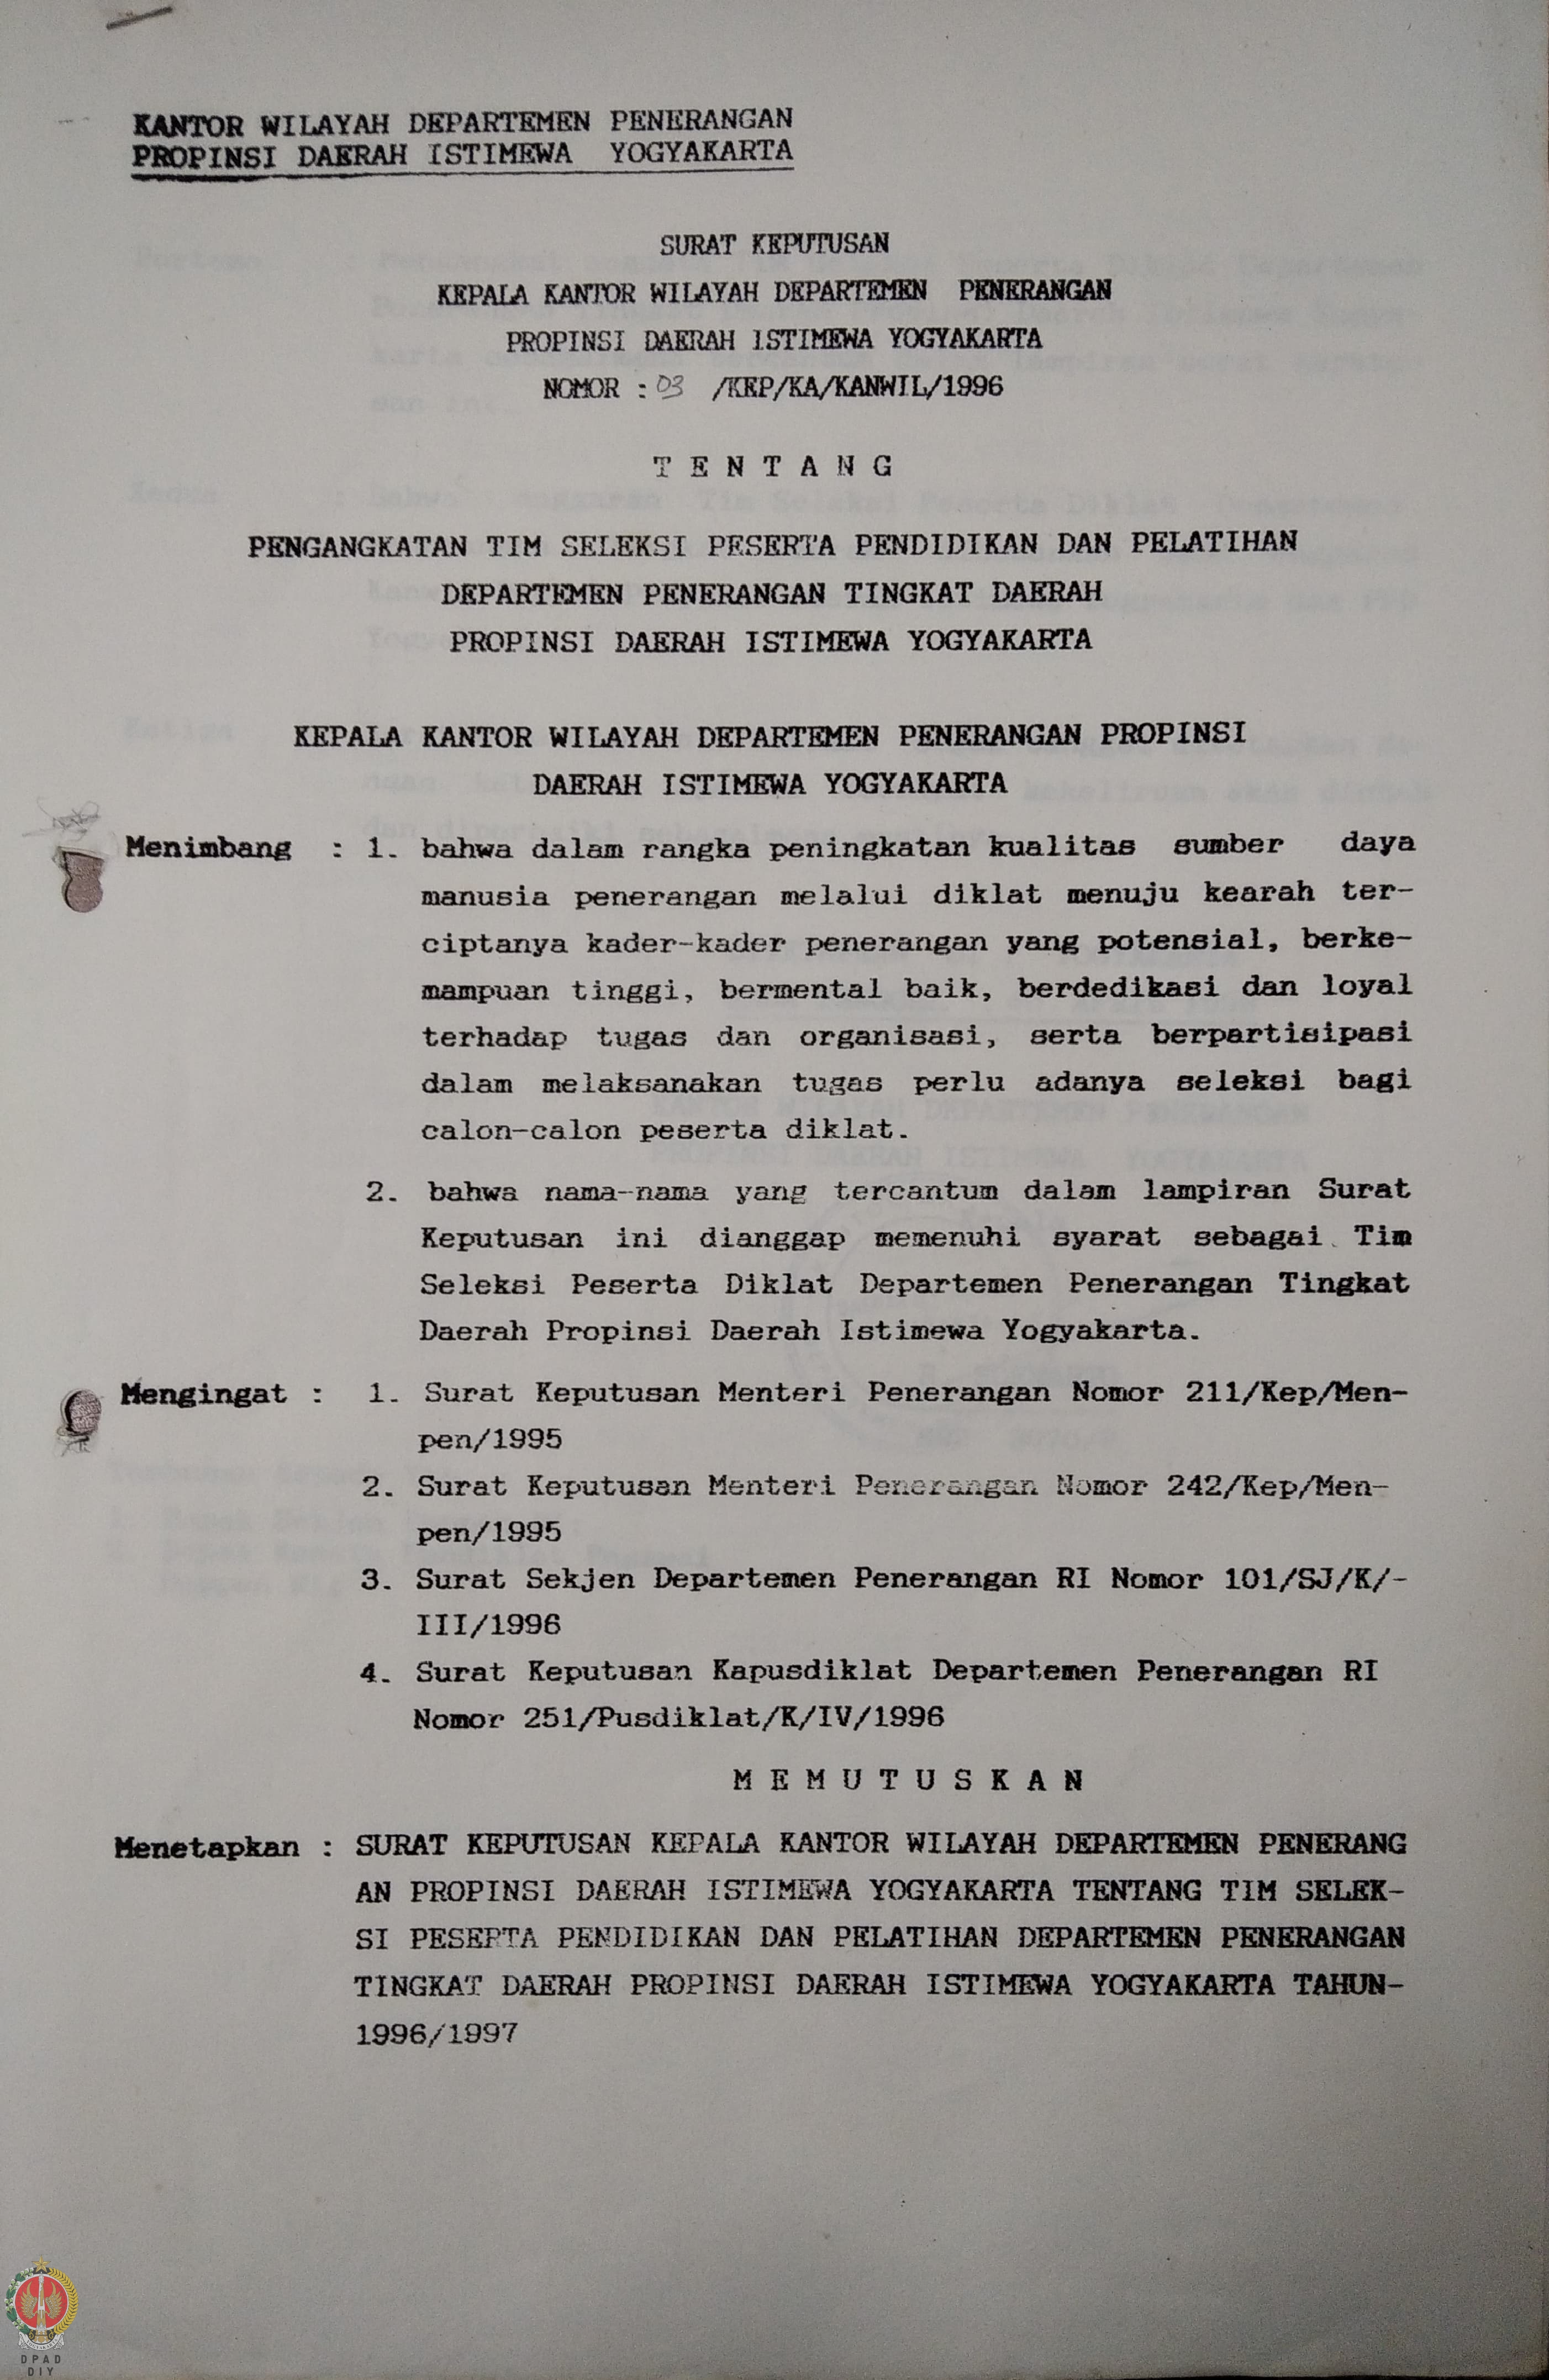 KANTOR WILAYAH DEPARTEMEN PENERANGAN
PROPINSI DAERAH ISTIMEWA YOGYAKARTA
SURAT KEPUTUSAN
KEPALA KANTOR WILAYAH DEPARTEMEN PENERANGAN
PROPINSI DAERAH ISTIMEWA YOGYAKARTA
NOMOR : 03 /KEP/KA/KANWIL/1996
T E N T A N G
PENGANGKATAN TIM SELEKSI PESERTA PENDIDIKAN DAN PELATIHAN
DEPARTEMEN PENERANGAN TINGKAT DAERAH
PROPINSI DAERAH ISTIMEWA YOGYAKARTA
KEPALA KANTOR WILAYAH DEPARTEMEN PENERANGAN PROPINSI
DAERAH ISTIMEWA YOGYAKARTA
Menimbang : 1. bahwa dalam rangka peningkatan kualitas sumber daya
manusia penerangan melalui diklat menuju kearah ter-
ciptanya kader-kader penerangan yang potensial, berke-
mampuan tinggi, bermental baik, berdedikasi dan loyal
terhadap tugas dan organisasi, serta berpartisipasi
dalam melaksanakan tugas perlu adanya seleksi bagi
calon-calon peserta diklat.
2. bahwa nama-nama yang tercantum dalam lampiran Surat
Keputusan ini dianggap memenuhi syarat sebagai Tim
Seleksi Peserta Diklat Departemen Penerangan Tingkat
Daerah Propinsi Daerah Istimewa Yogyakarta.
Mengingat : 1. Surat Keputusan Menteri Penerangan Nomor 211/Kep/Men-
pen/1995
2. Surat Keputusan Menteri Penerangan Nomor 242/Kep/Men-
pen/1995
3. Surat Sekjen Departemen Penerangan RI Nomor 101/SJ/K/-
III/1996
4. Surat Keputusan Kapusdiklat Departemen Penerangan RI
Nomor 251/Pusdiklat/K/IV/1996
M E M U T U S K A N
Menetapkan : SURAT KEPUTUSAN KEPALA KANTOR WILAYAH DEPARTEMEN PENERANG
AN PROPINSI DAERAH ISTIMEWA YOGYAKARTA TENTANG TIM SELEK-
SI PESERTA PENDIDIKAN DAN PELATIHAN DEPARTEMEN PENERANGAN
TINGKAT DAERAH PROPINSI DAERAH ISTIMEWA YOGYAKARTA TAHUN-
1996/1997
DPAD
DIY